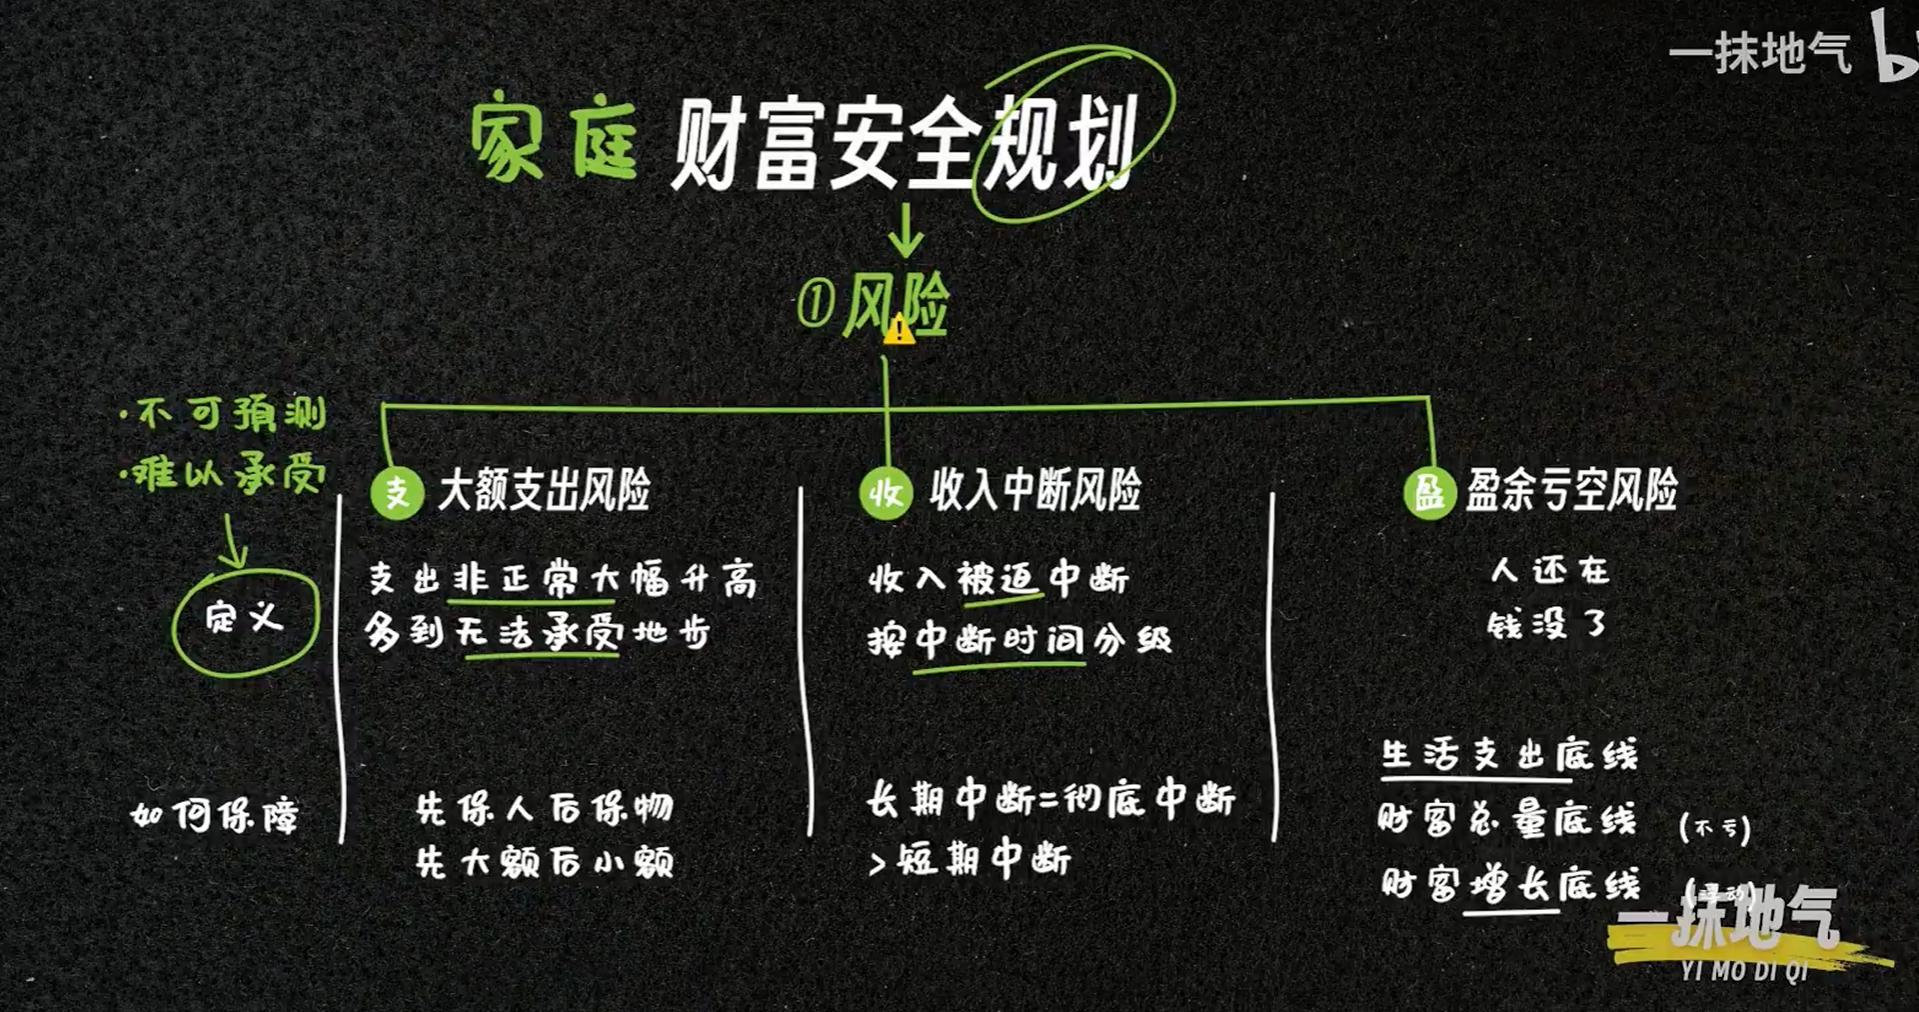 一抹地气
家庭 财富安全规划
①风险
·不可预测
·难以承受
定义
支 大额支出风险
支出非正常大幅升高
多到无法承受地步
收 收入中断风险
收入被迫中断
按中断时间分级
盈 盈余亏空风险
人还在
钱没了
如何保障
先保人后保物
先大额后小额
长期中断=彻底中断
>短期中断
生活支出底线
财富总量底线 (不亏)
财富增长底线
一抹地气
YI MO DI QI